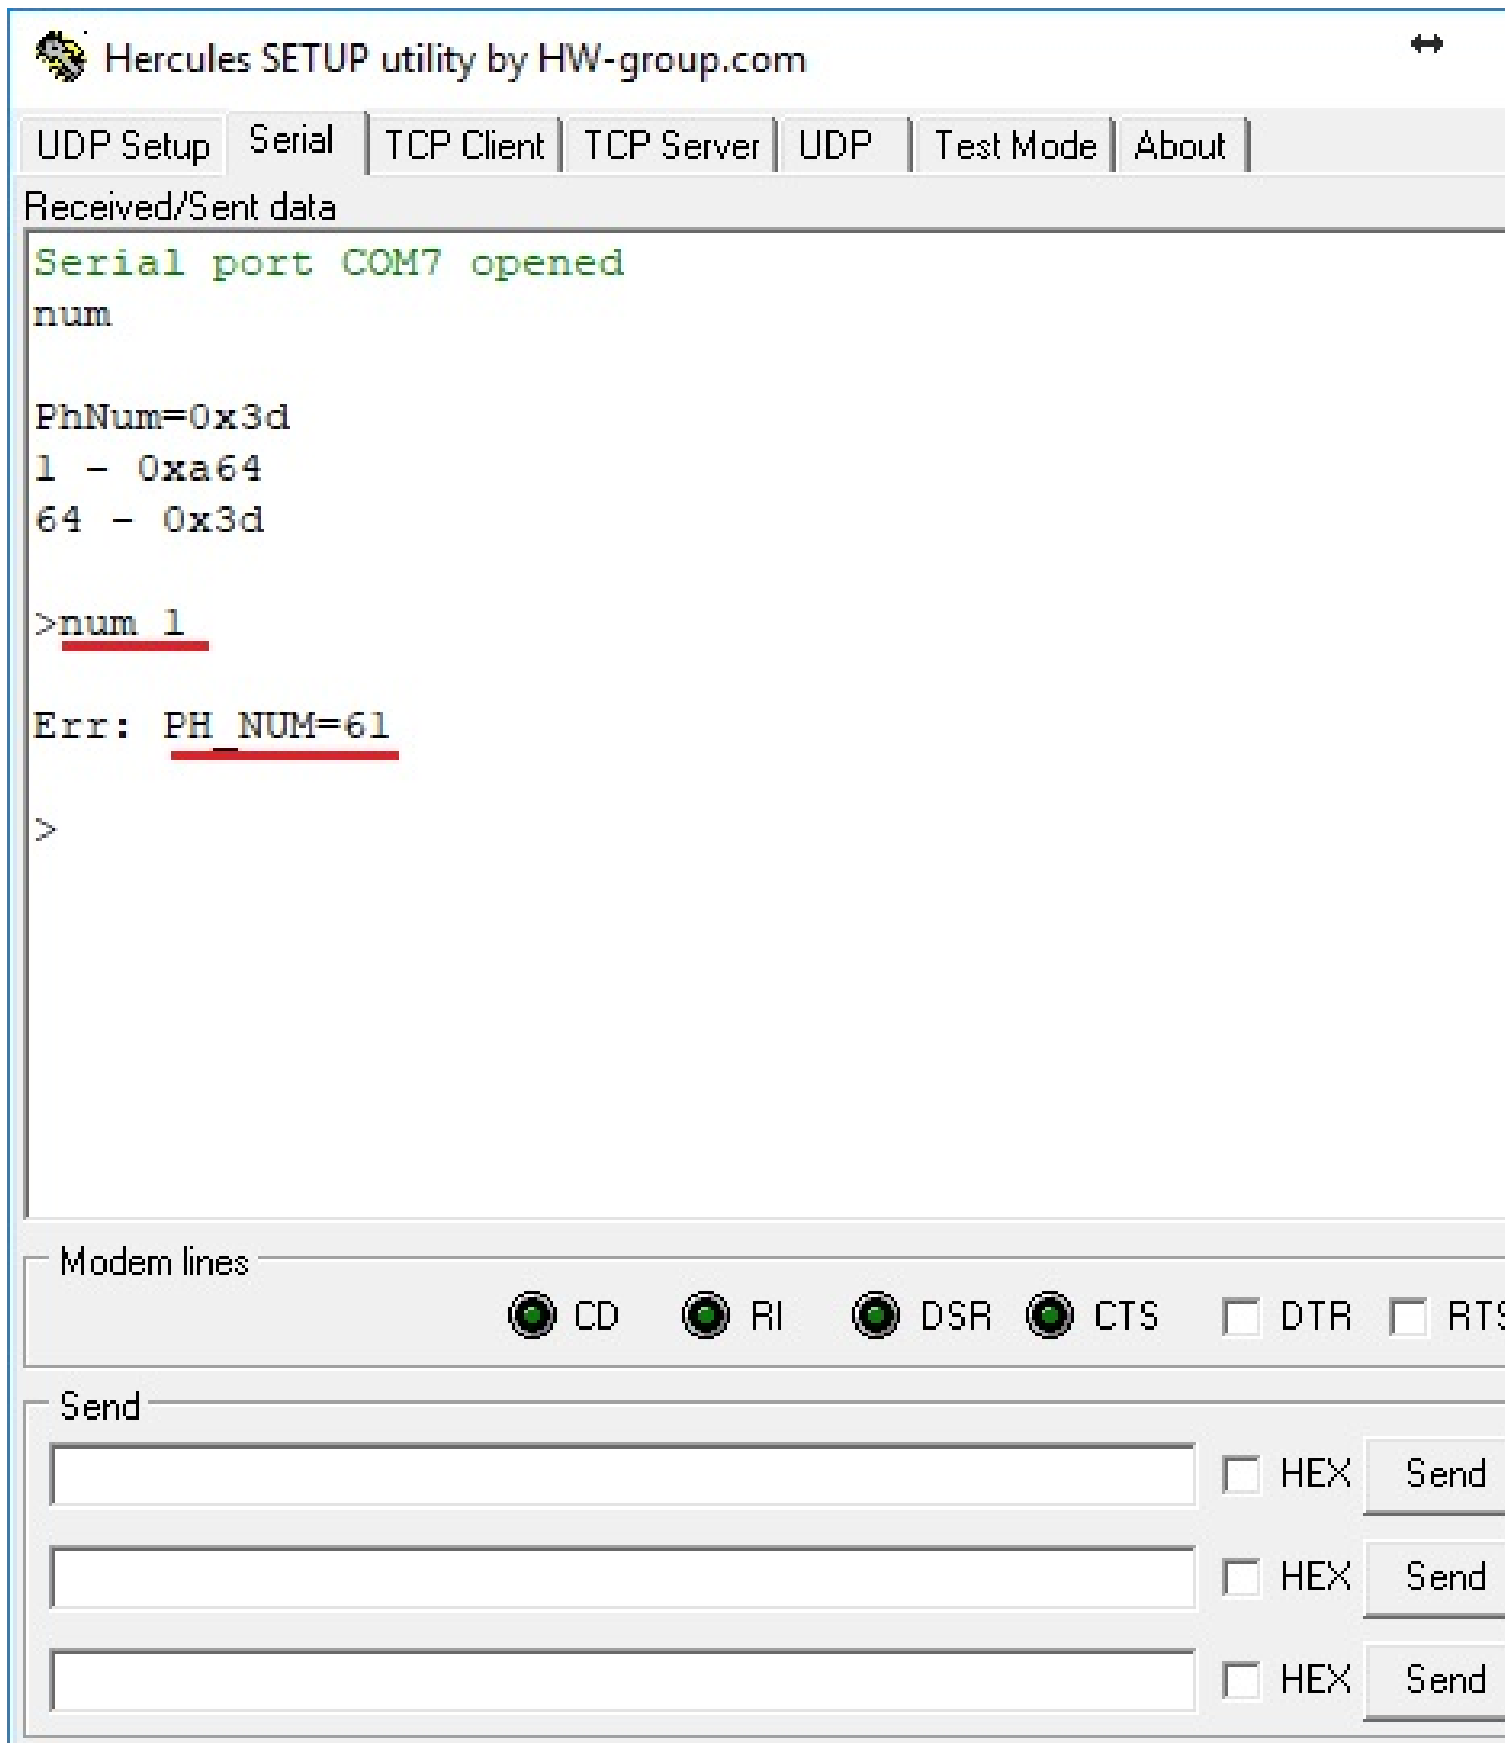 Hercules SETUP utility by HW-group.com
UDP Setup Serial TCP Client TCP Server UDP Test Mode About
Received/Sent data
Serial port COM7 opened
num
PhNum=0x3d
1 - 0xa64
64 - 0x3d
>num 1
Err: PH_NUM=61
>
Modem lines
CD RI DSR CTS DTR RTS
Send
HEX Send
HEX Send
HEX Send